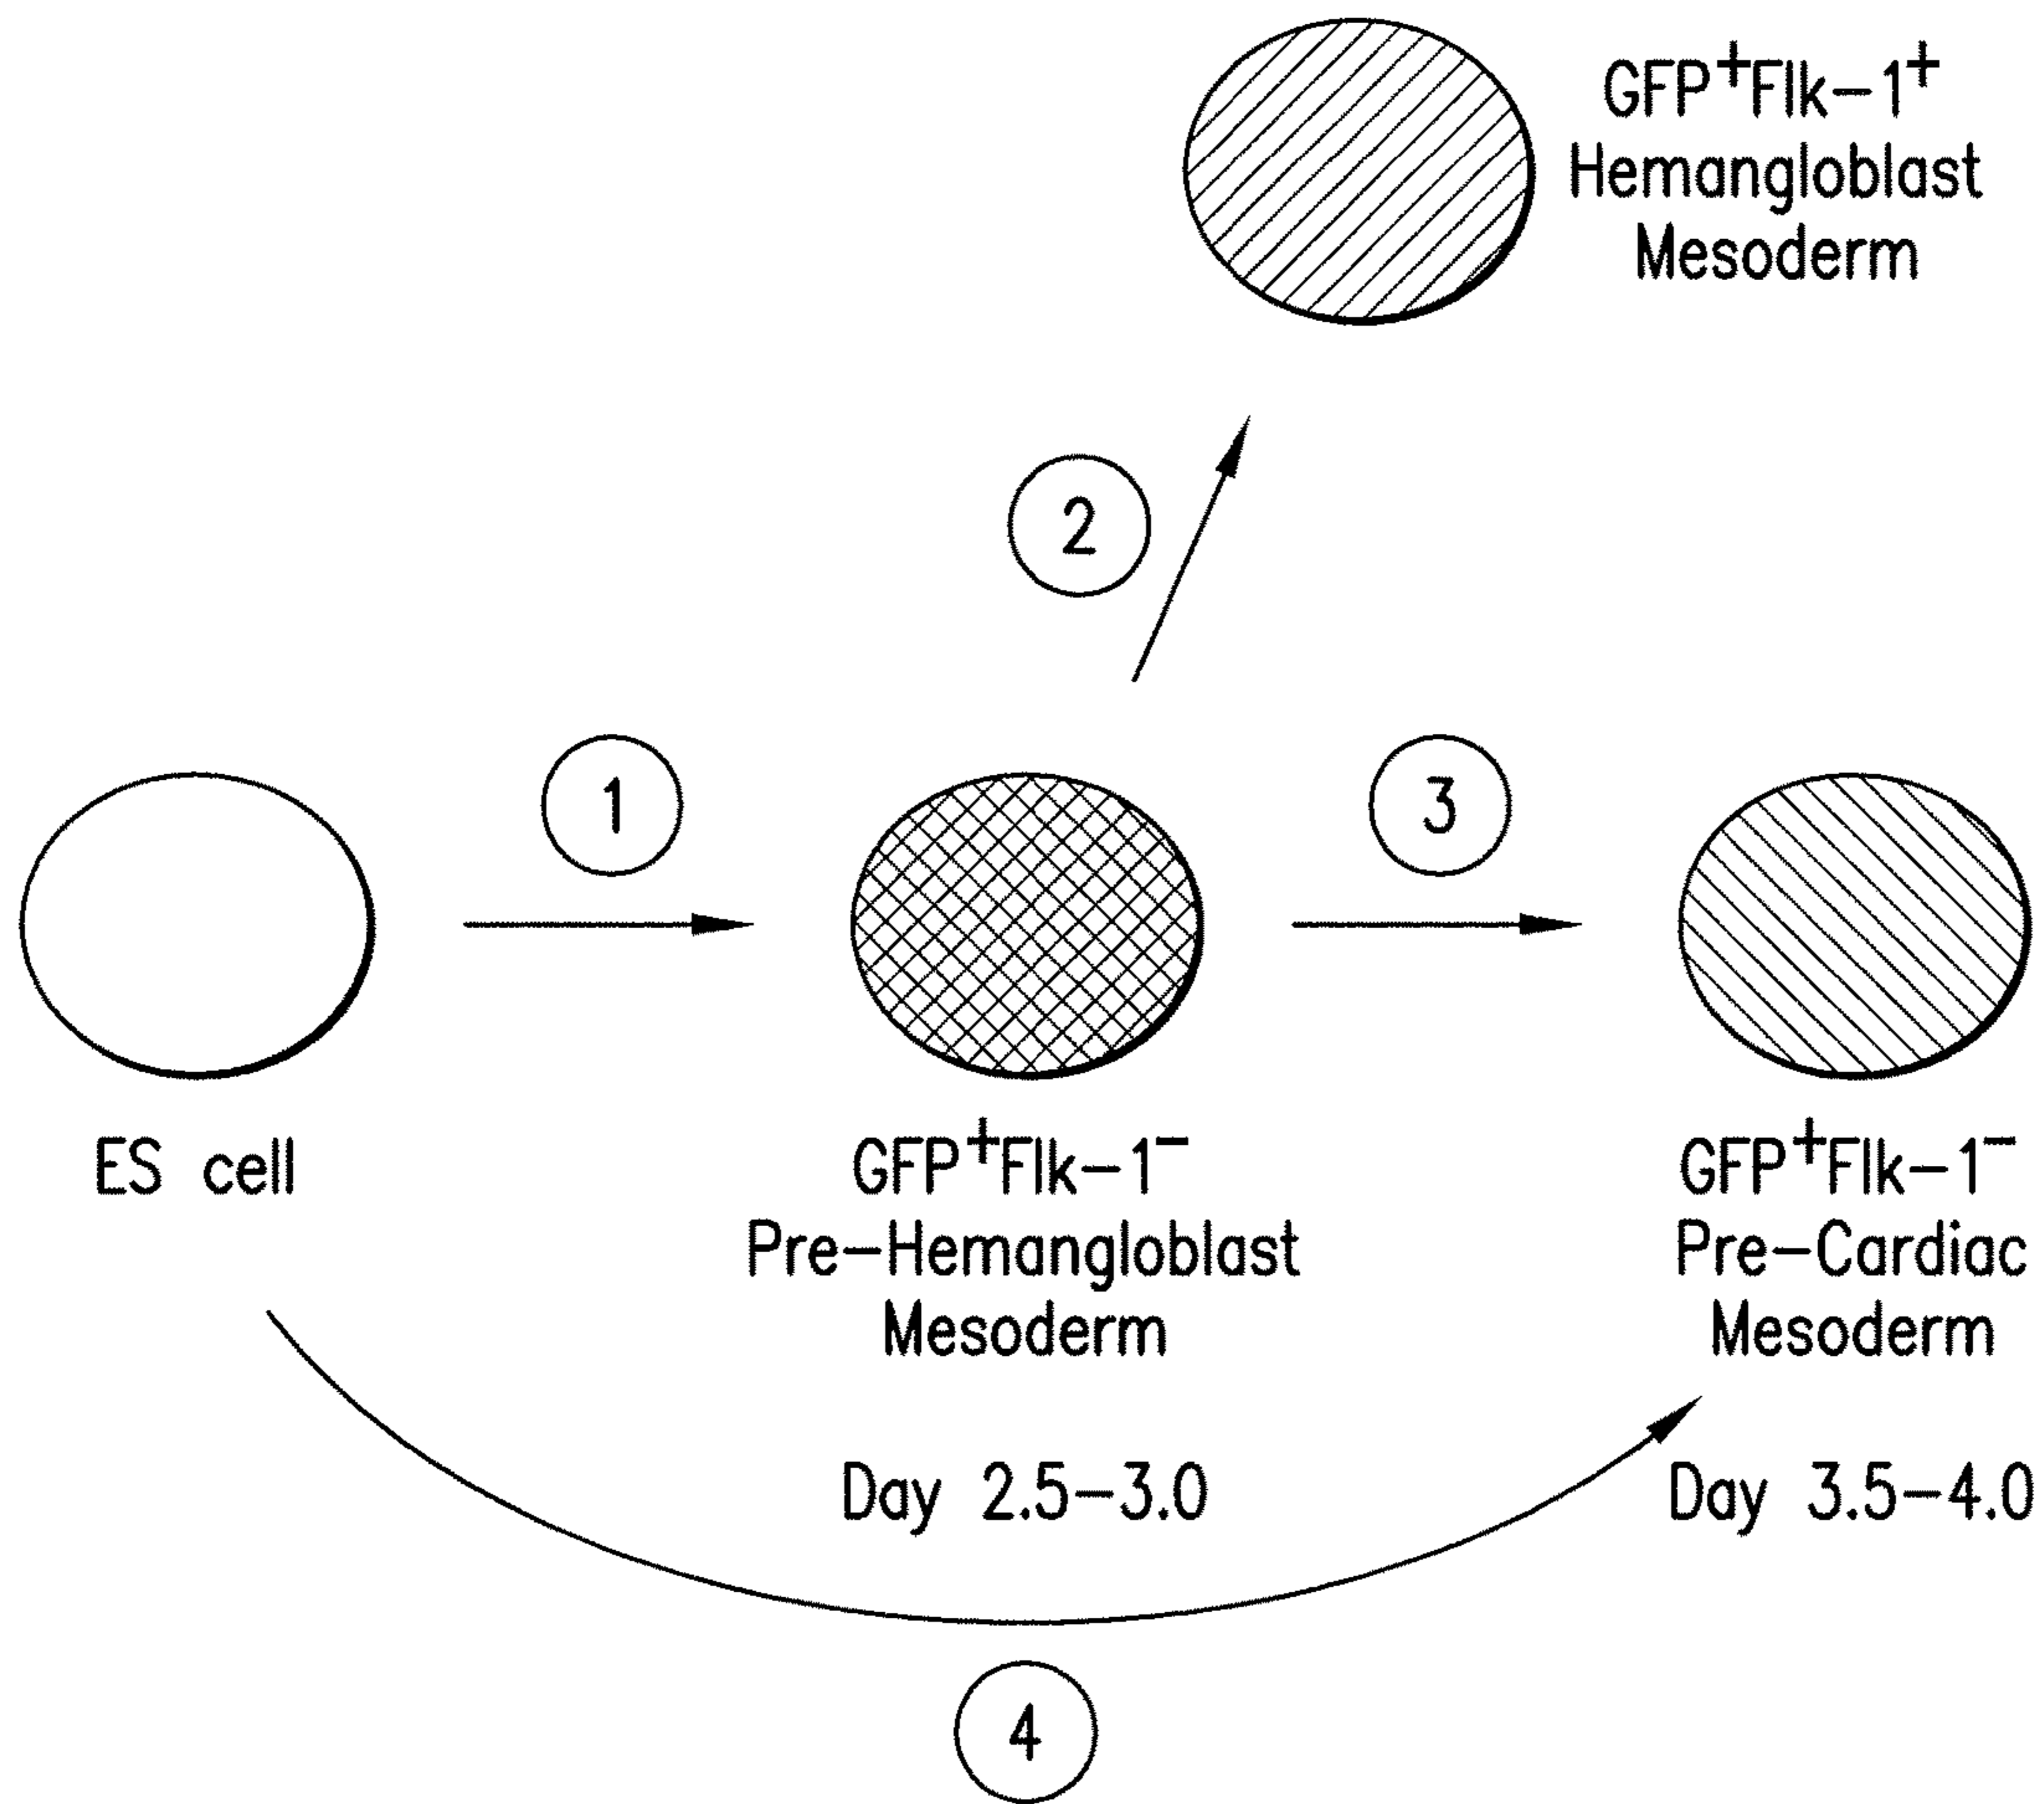 GFP⁺Flk-1⁺
Hemangloblast
Mesoderm
2
1
3
ES cell
GFP⁺Flk-1⁻
Pre-Hemangloblast
Mesoderm
Day 2.5-3.0
GFP⁺Flk-1⁻
Pre-Cardiac
Mesoderm
Day 3.5-4.0
4